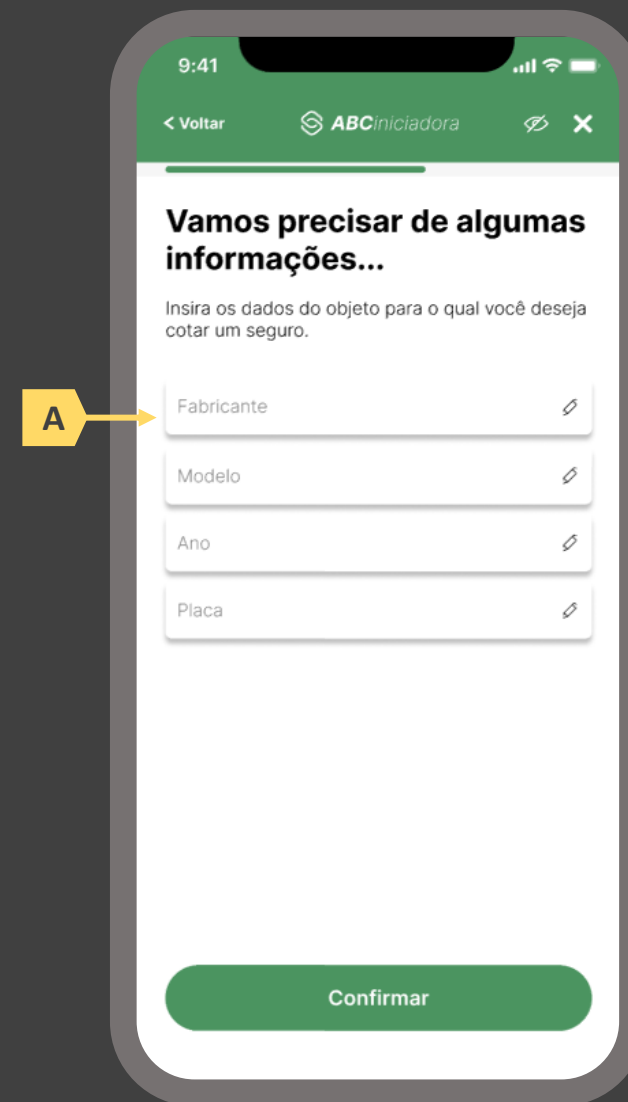 9:41
< Voltar ABCiniciadora
Vamos precisar de algumas
informações...
Insira os dados do objeto para o qual você deseja
cotar um seguro.
A
Fabricante
Modelo
Ano
Placa
Confirmar